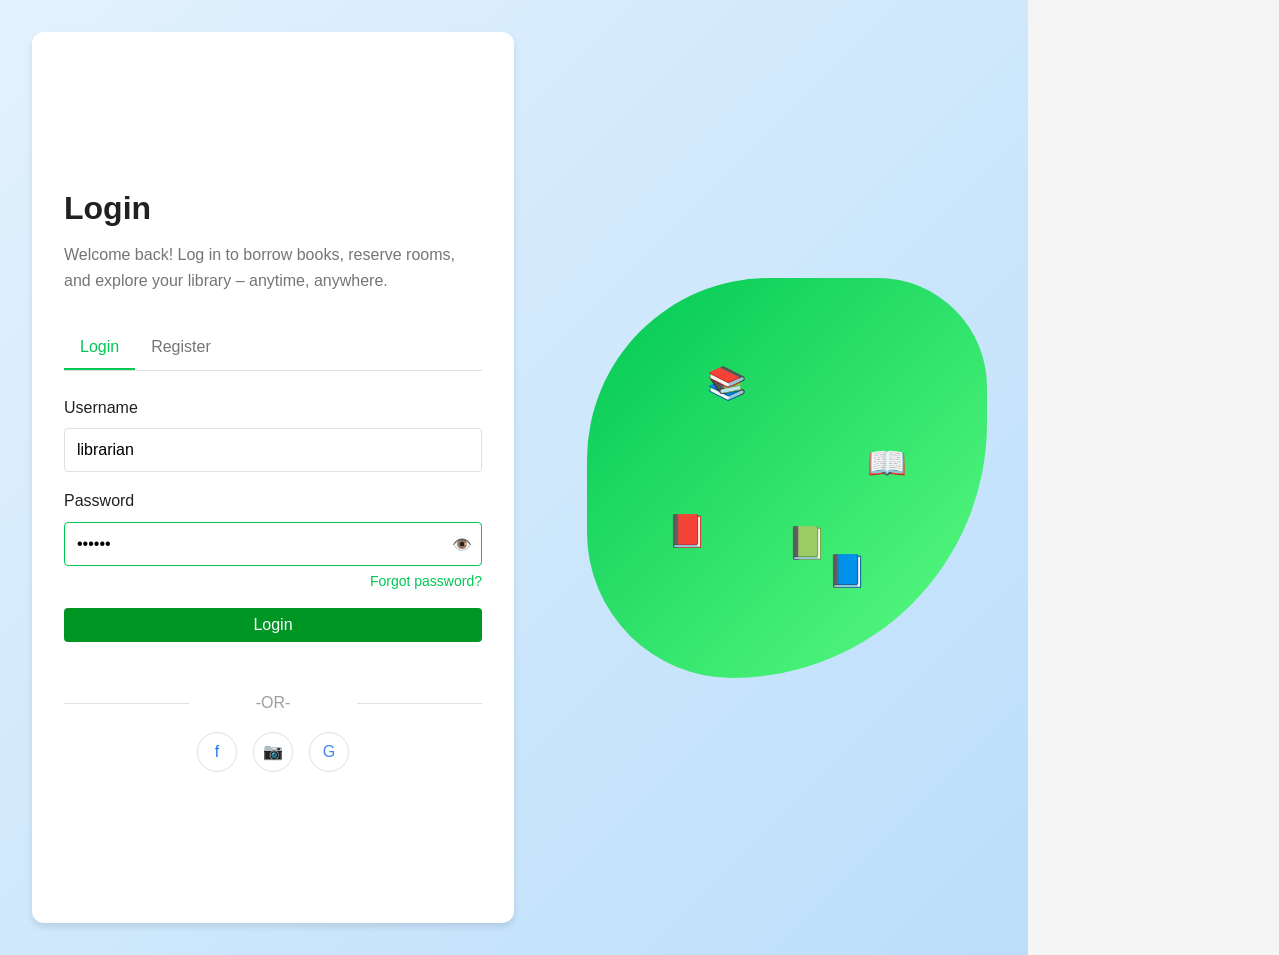 Login
Welcome back! Log in to borrow books, reserve rooms,
and explore your library – anytime, anywhere.
Login Register
Username
librarian
Password
••••••
Forgot password?
Login
-OR-
f G